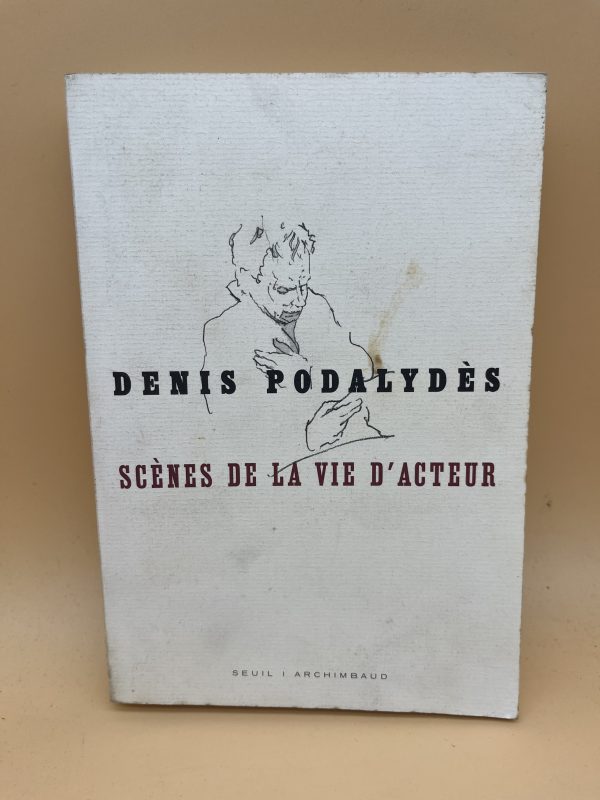 DENIS PODALYDÈS
SCÈNES DE LA VIE D'ACTEUR
SEUIL | ARCHIMBAUD